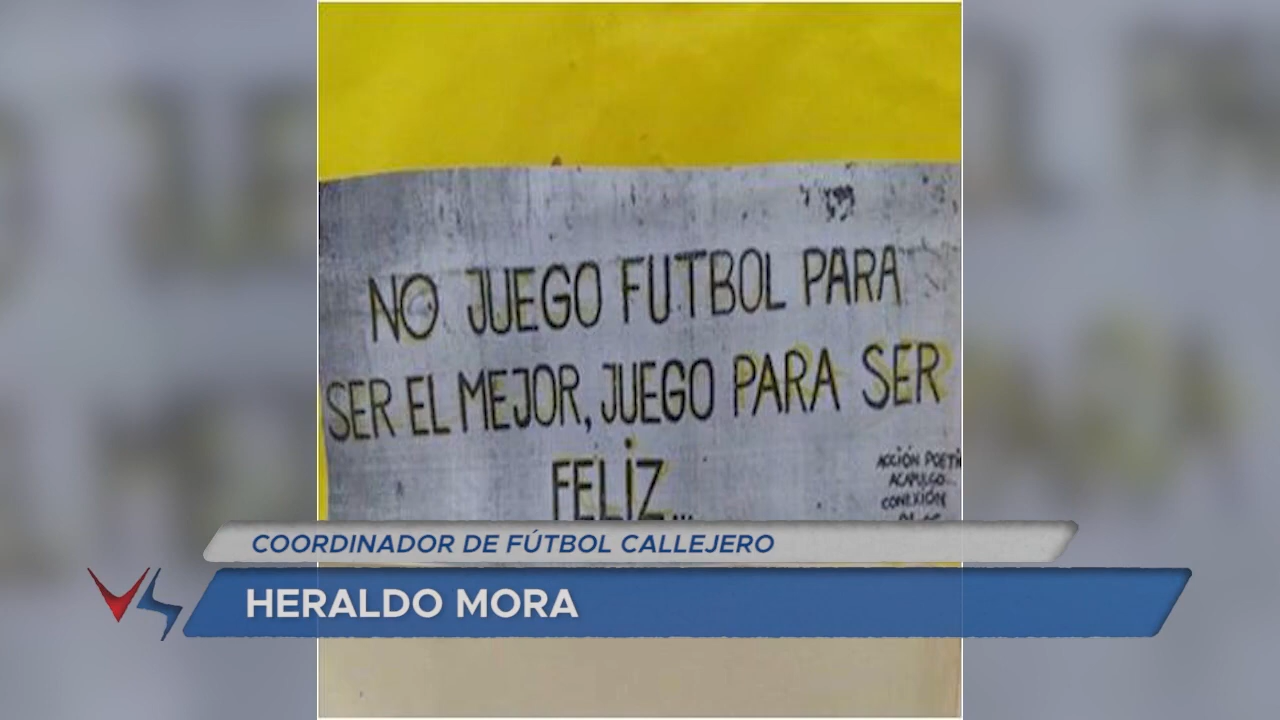 NO JUEGO FUTBOL PARA
SER EL MEJOR, JUEGO PARA SER
FELIZ...
ACCIÓN
ACAPULCO...
CONEXIÓN
COORDINADOR DE FÚTBOL CALLEJERO
HERALDO MORA